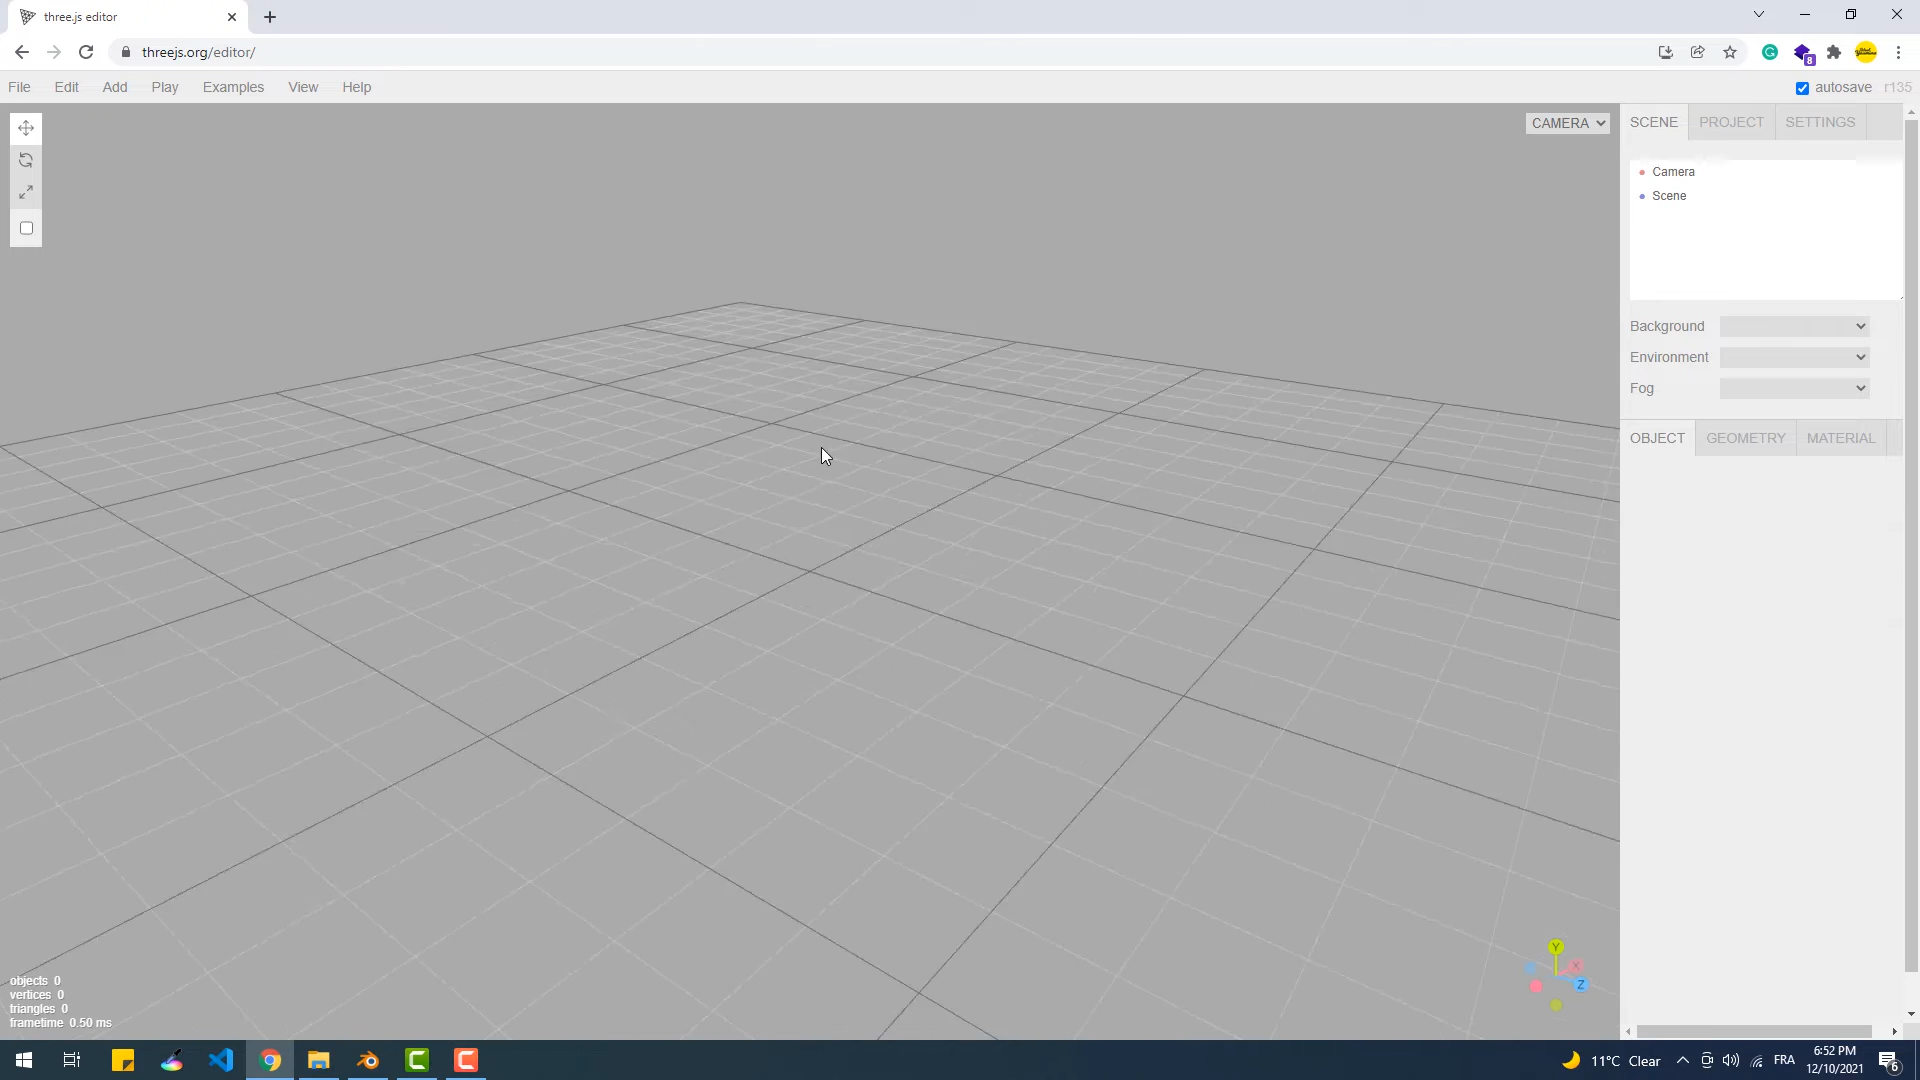 three.js editor
threejs.org/editor/
8
File Edit Add Play Examples View Help
autosave r135
CAMERA
SCENE PROJECT SETTINGS
Camera
Scene
Background
Environment
Fog
OBJECT GEOMETRY MATERIAL
Y
X
Z
objects 0
vertices 0
triangles 0
frametime 0.50 ms
11°C Clear
FRA
6:52 PM
12/10/2021
6